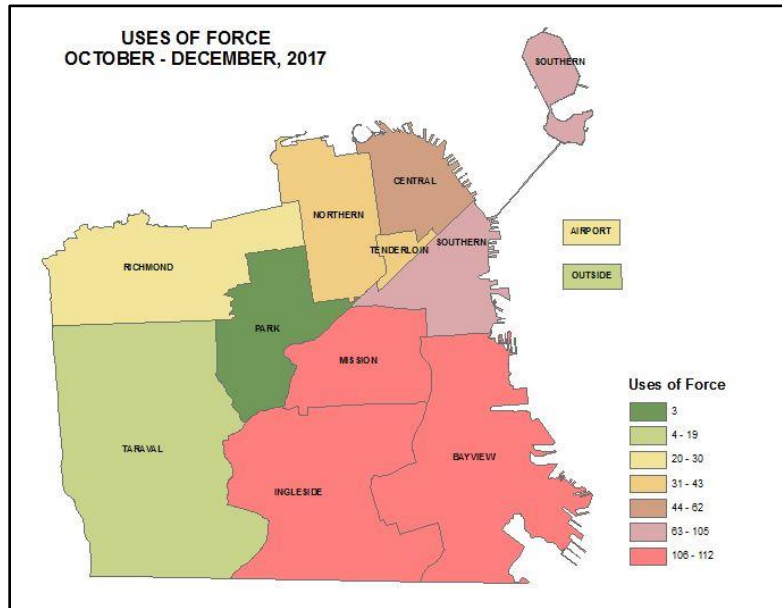 USES OF FORCE
OCTOBER - DECEMBER, 2017
SOUTHERN
CENTRAL
NORTHERN
TENDERLOIN
SOUTHERN
AIRPORT
RICHMOND
OUTSIDE
PARK
MISSION
TARAVAL
INGLESIDE
BAYVIEW
Uses of Force
3
4 - 19
20 - 30
31 - 43
44 - 62
63 - 105
106 - 112